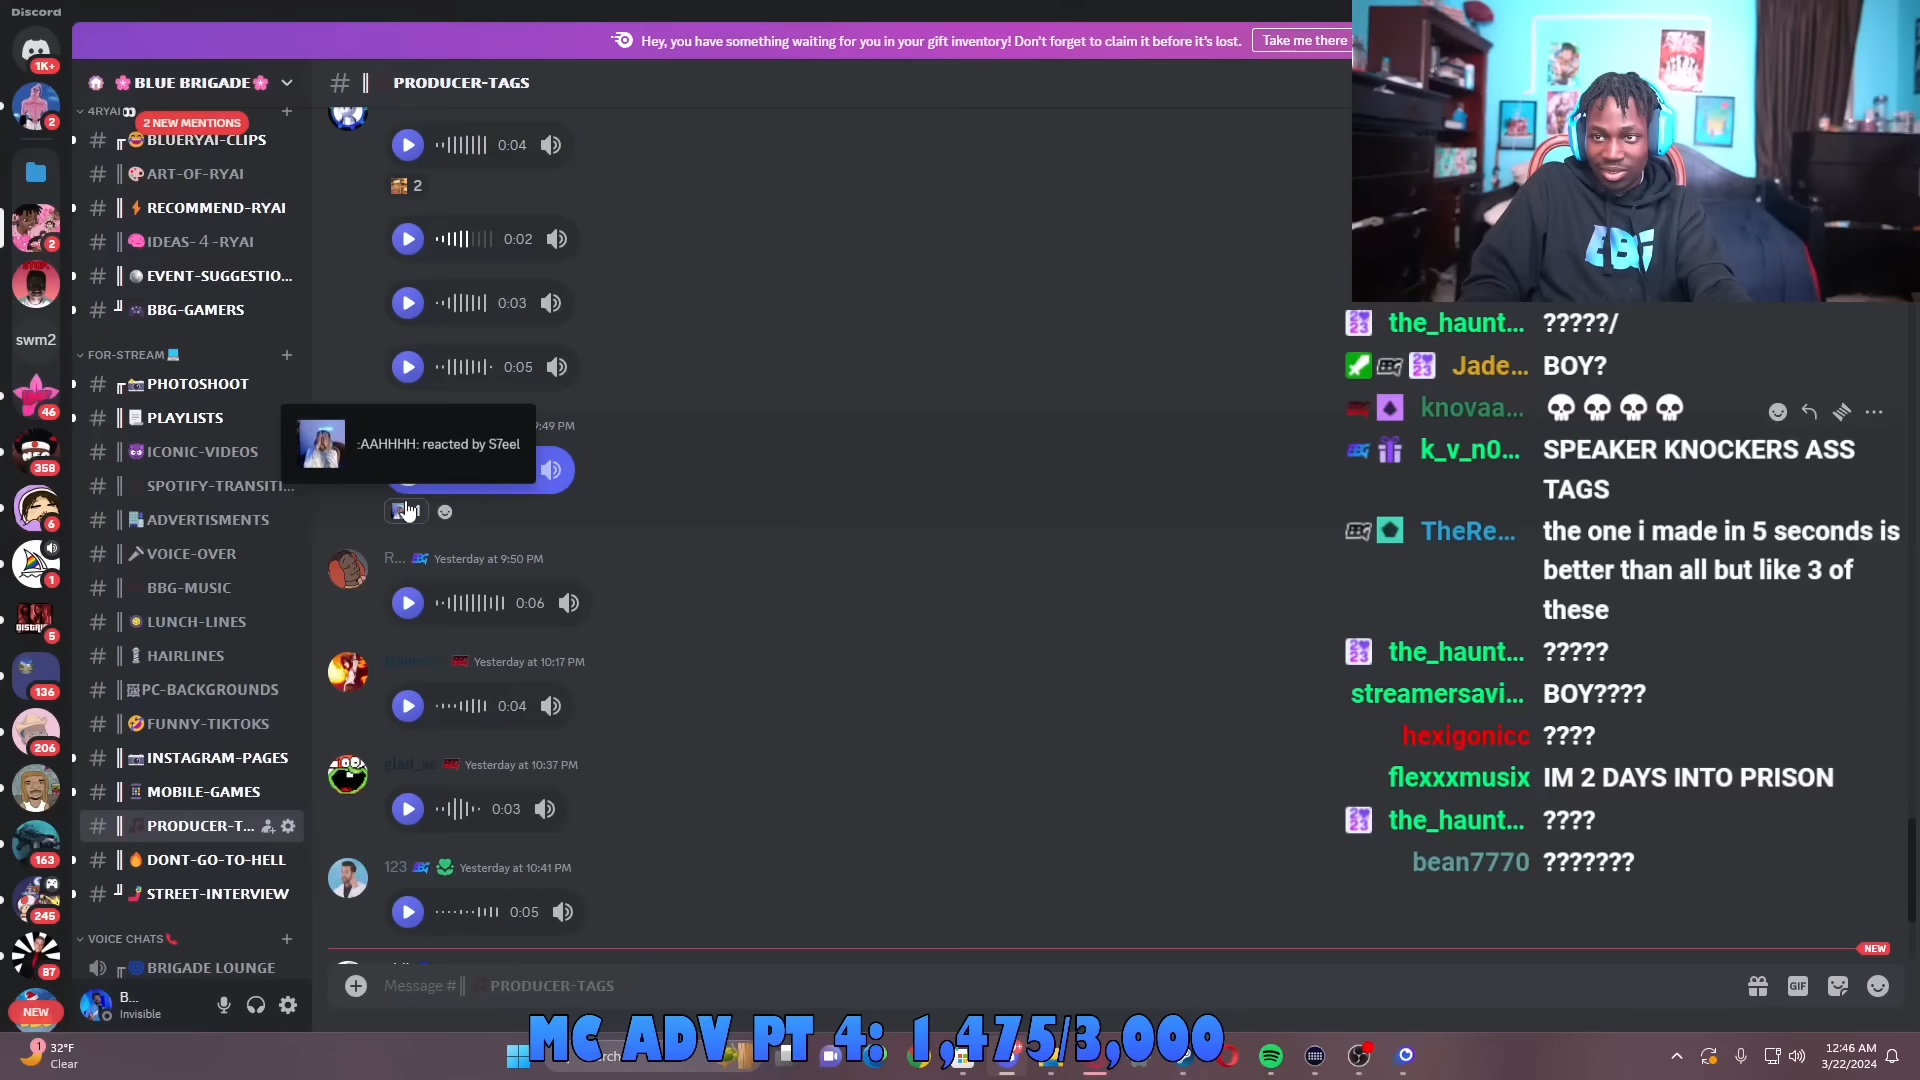 Discord
Hey, you have something waiting for you in your gift inventory! Don't forget to claim it before it's lost.
Take me there
1K+
BLUE BRIGADE
PRODUCER-TAGS
4RYAI
2 NEW MENTIONS
BLUERYAI-CLIPS
ART-OF-RYAI
RECOMMEND-RYAI
IDEAS-4-RYAI
EVENT-SUGGESTIO...
BBG-GAMERS
FOR-STREAM
PHOTOSHOOT
PLAYLISTS
ICONIC-VIDEOS
SPOTIFY-TRANSITI...
ADVERTISMENTS
VOICE-OVER
BBG-MUSIC
LUNCH-LINES
HAIRLINES
PC-BACKGROUNDS
FUNNY-TIKTOKS
INSTAGRAM-PAGES
MOBILE-GAMES
PRODUCER-T...
DONT-GO-TO-HELL
STREET-INTERVIEW
VOICE CHATS
BRIGADE LOUNGE
B...
Invisible
2
2
swm2
46
358
6
1
5
136
206
163
245
87
NEW
0:04
2
0:02
0:03
0:05
9:49 PM
:AAHHHH: reacted by S7eel
R... Yesterday at 9:50 PM
0:06
Yesterday at 10:17 PM
0:04
glad_ac Yesterday at 10:37 PM
0:03
123 Yesterday at 10:41 PM
0:05
NEW
Message # PRODUCER-TAGS
GIF
BBG
the_haunt... ?????/
Jade... BOY?
knovaa...
k_v_n0... SPEAKER KNOCKERS ASS
TAGS
TheRe... the one i made in 5 seconds is
better than all but like 3 of
these
the_haunt... ?????
streamersavi... BOY????
hexigonicc ????
flexxxmusix IM 2 DAYS INTO PRISON
the_haunt... ????
bean7770 ???????
MC ADV PT 4: 1,475/3,000
1
32°F
Clear
12:46 AM
3/22/2024